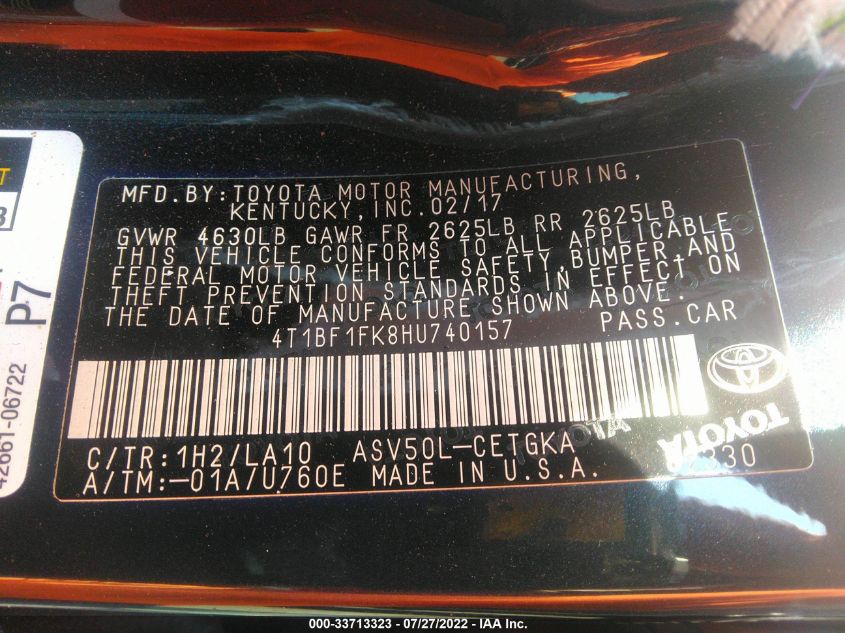 MFD.BY:TOYOTA MOTOR MANUFACTURING,
KENTUCKY,INC.02/17
GVWR 4630LB GAWR FR 2625LB RR 2625LB
THIS VEHICLE CONFORMS TO ALL APPLICABLE
FEDERAL MOTOR VEHICLE SAFETY,BUMPER,AND
THEFT PREVENTION STANDARDS IN EFFECT ON
THE DATE OF MANUFACTURE SHOWN ABOVE.
4T1BF1FK8HU740157 PASS.CAR
TOYOTA
C/TR:1H2/LA10 ASV50L-CETGKA
A/TM:-01A/U760E MADE IN U.S.A.
P7
42661-06722
000-33713323 - 07/27/2022 - IAA Inc.